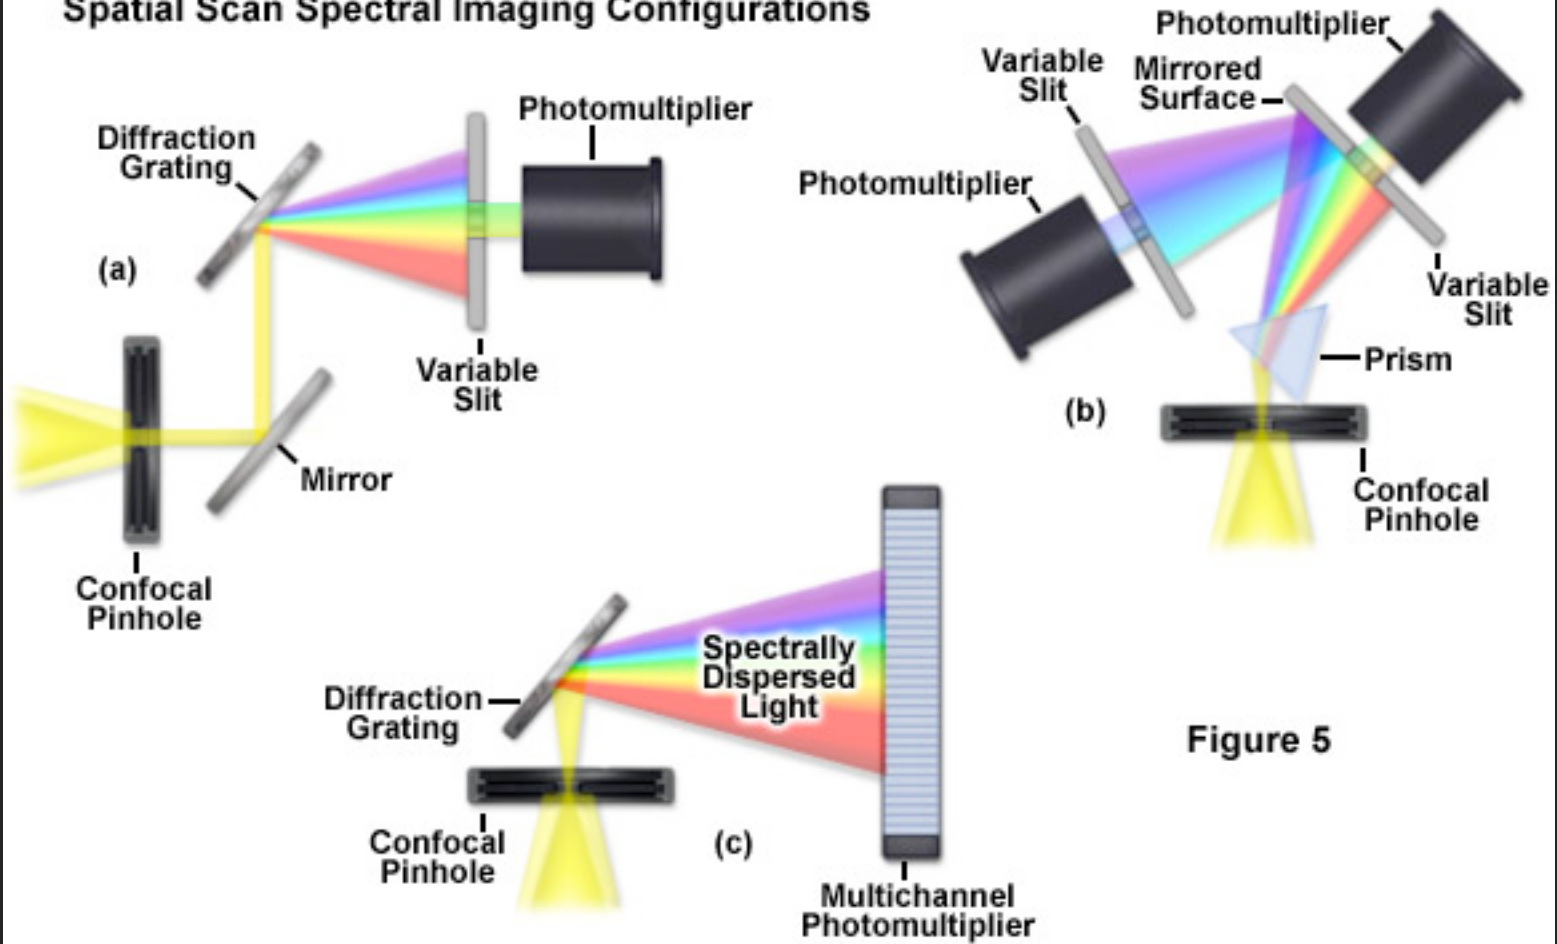 Spatial Scan Spectral Imaging Configurations
Diffraction
Grating
Photomultiplier
(a)
Variable
Slit
Mirror
Confocal
Pinhole
Photomultiplier
Variable
Slit
Mirrored
Surface
Photomultiplier
Variable
Slit
Prism
(b)
Confocal
Pinhole
Spectrally
Dispersed
Light
Diffraction
Grating
Confocal
Pinhole
(c)
Multichannel
Photomultiplier
Figure 5